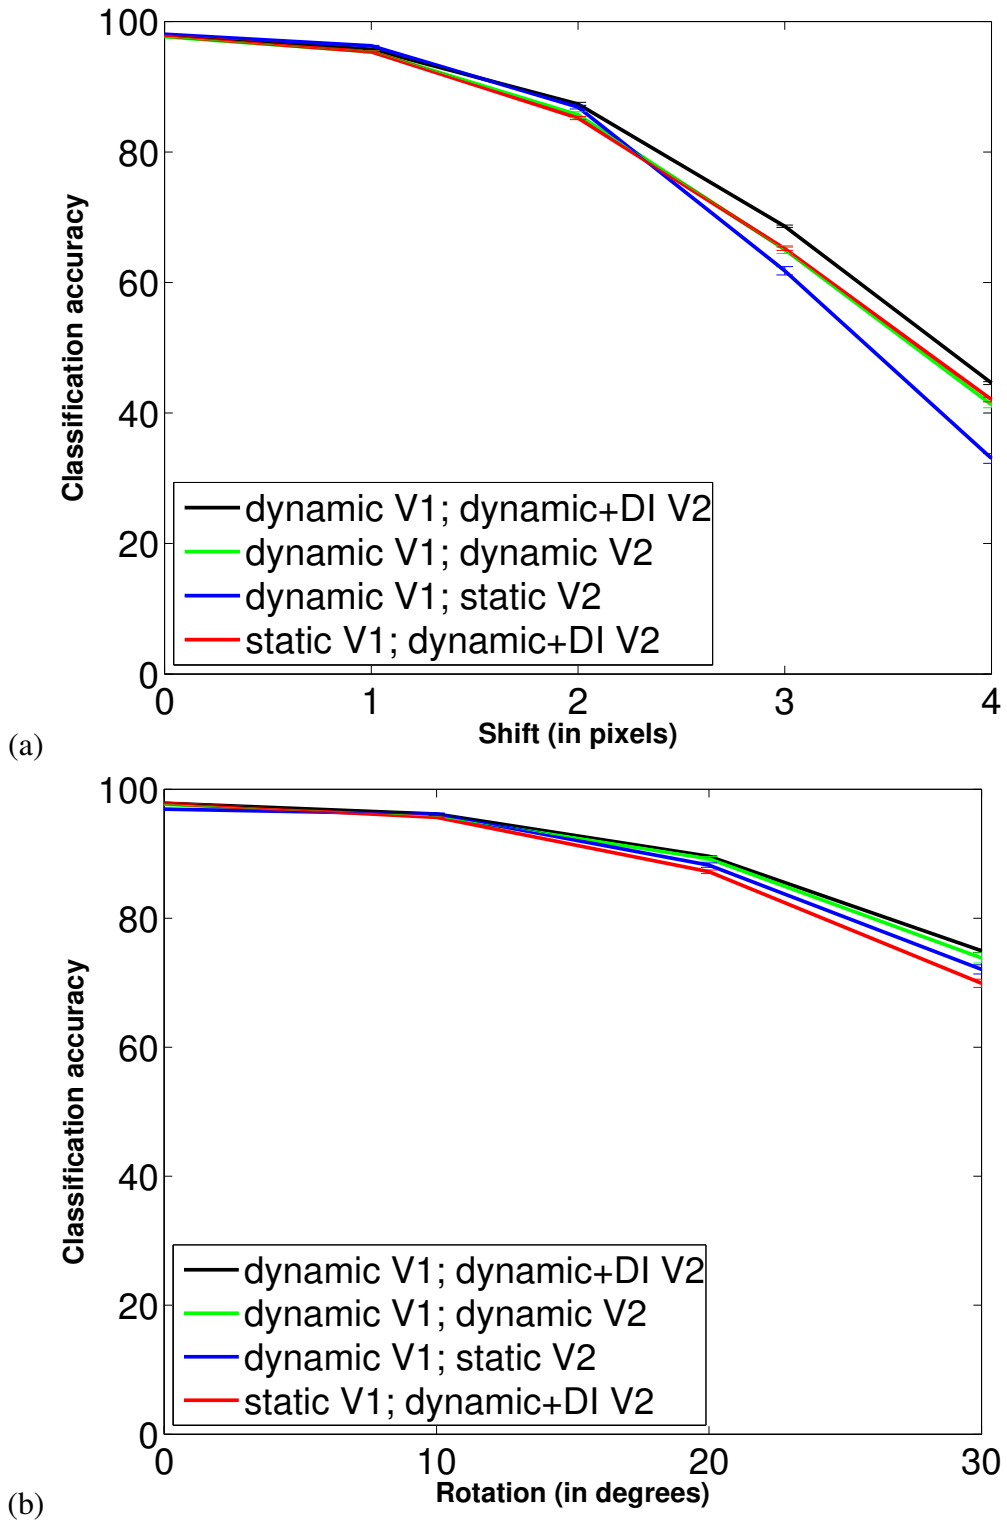 100
80
60
40
20
0
Classification accuracy
dynamic V1; dynamic+DI V2
dynamic V1; dynamic V2
dynamic V1; static V2
static V1; dynamic+DI V2
0 1 2 3 4
Shift (in pixels)
(a)
100
80
60
40
20
0
Classification accuracy
dynamic V1; dynamic+DI V2
dynamic V1; dynamic V2
dynamic V1; static V2
static V1; dynamic+DI V2
0 10 20 30
Rotation (in degrees)
(b)